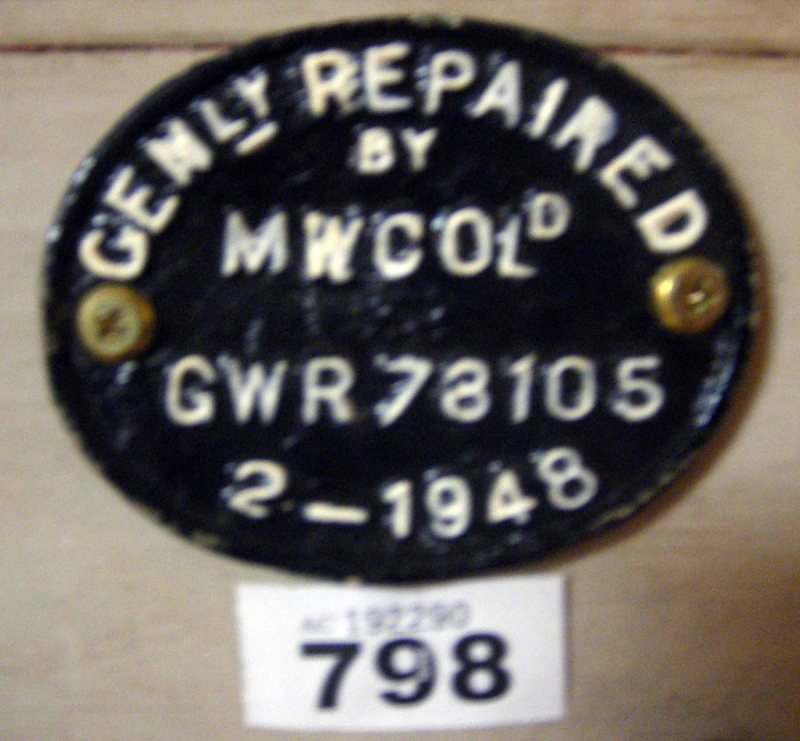 GENLY REPAIRED
BY
MWCOLD
GWR 78105
2-1948
AC 192290
798